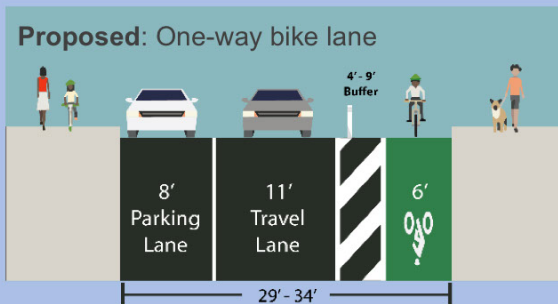 Proposed: One-way bike lane
4' - 9'
Buffer
8'
Parking
Lane
11'
Travel
Lane
6'
29' - 34'